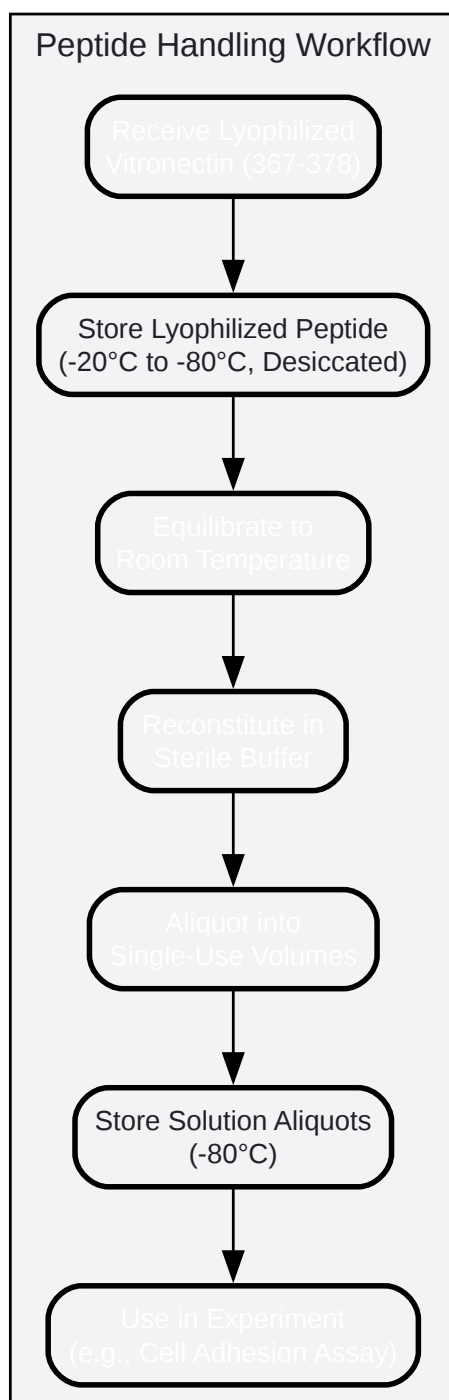 Peptide Handling Workflow
Receive Lyophilized
Vitronectin (367-378)
Store Lyophilized Peptide
(-20°C to -80°C, Desiccated)
Equilibrate to
Room Temperature
Reconstitute in
Sterile Buffer
Aliquot into
Single-Use Volumes
Store Solution Aliquots
(-80°C)
Use in Experiment
(e.g., Cell Adhesion Assay)